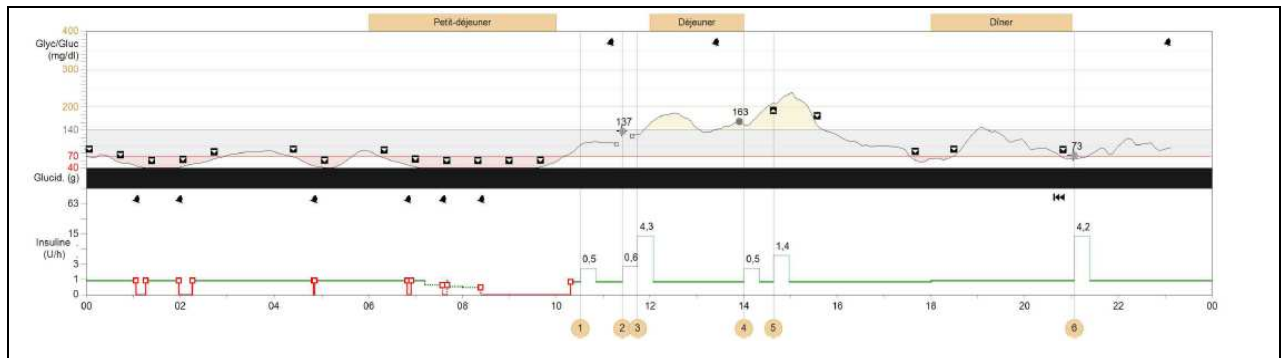 Petit-déjeuner Déjeuner Dîner
400
Glyc/Gluc
(mg/dl)
300
200
163
137
140
70
73
40
Glucid. (g)
63
4,3 4,2
15
Insuline
(U/h)
1,4
0,5 0,6 0,5
3
1
0
00 02 04 06 08 10 12 14 16 18 20 22 00
1 2 3 4 5 6